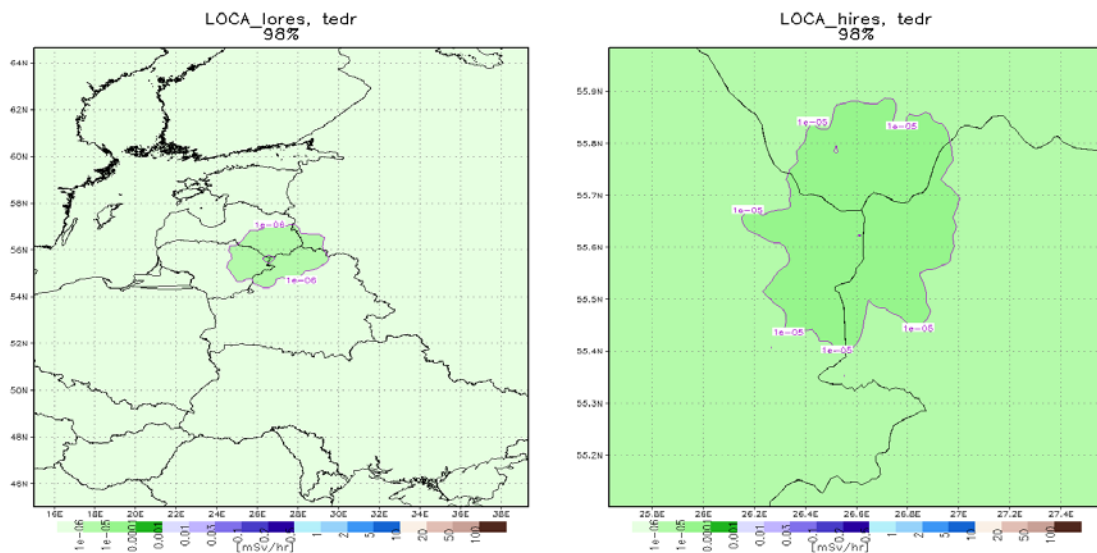 LOCA_lores, tedr
98%
64N
62N
60N
58N
56N
54N
52N
50N
48N
46N
1e-06
1e-06
16E 18E 20E 22E 24E 26E 28E 30E 32E 34E 36E 38E
1e-06 1e-05 0.0001 0.001 0.01 0.03 0.1 0.2 0.5 1 2 5 10 20 50 100
[mSv/hr]
LOCA_hires, tedr
98%
55.9N
55.8N
55.7N
55.6N
55.5N
55.4N
55.3N
55.2N
1e-05
1e-05
1e-05
1e-05
1e-05
1e-05
25.8E 26E 26.2E 26.4E 26.6E 26.8E 27E 27.2E 27.4E
1e-06 1e-05 0.0001 0.001 0.01 0.03 0.1 0.2 0.5 1 2 5 10 20 50 100
[mSv/hr]